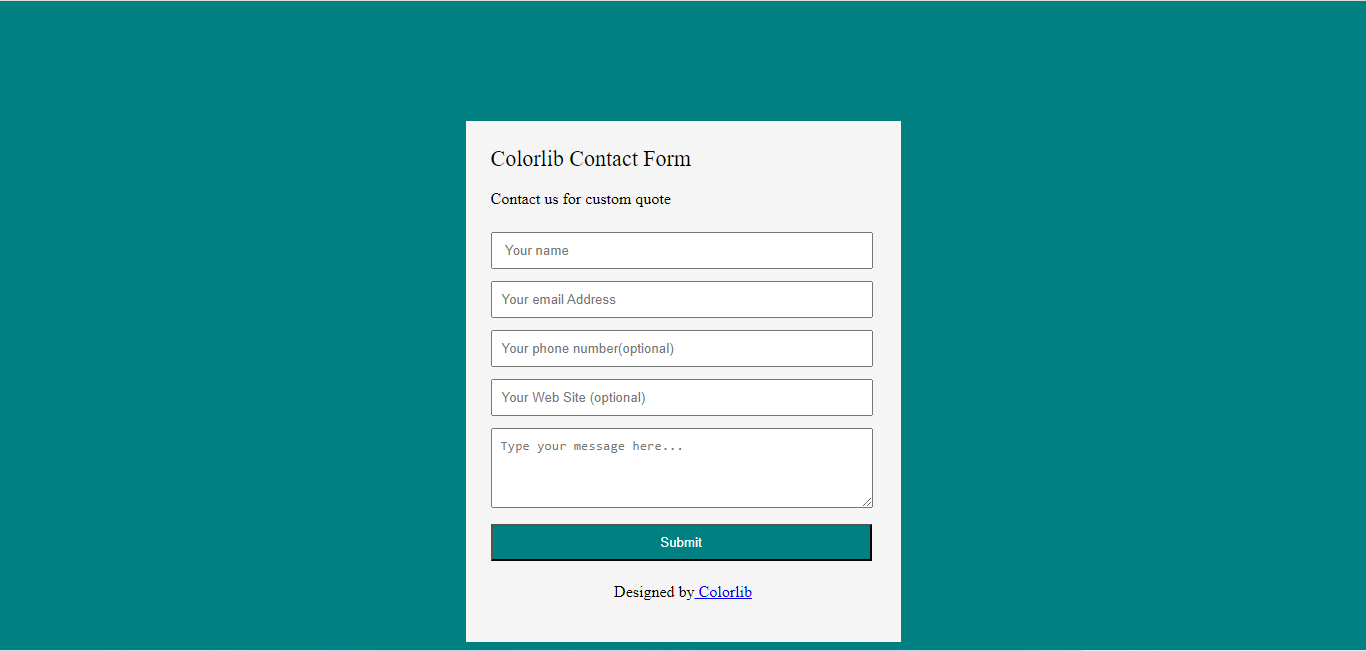 Colorlib Contact Form
Contact us for custom quote
Your name
Your email Address
Your phone number(optional)
Your Web Site (optional)
Type your message here...
Submit
Designed by Colorlib